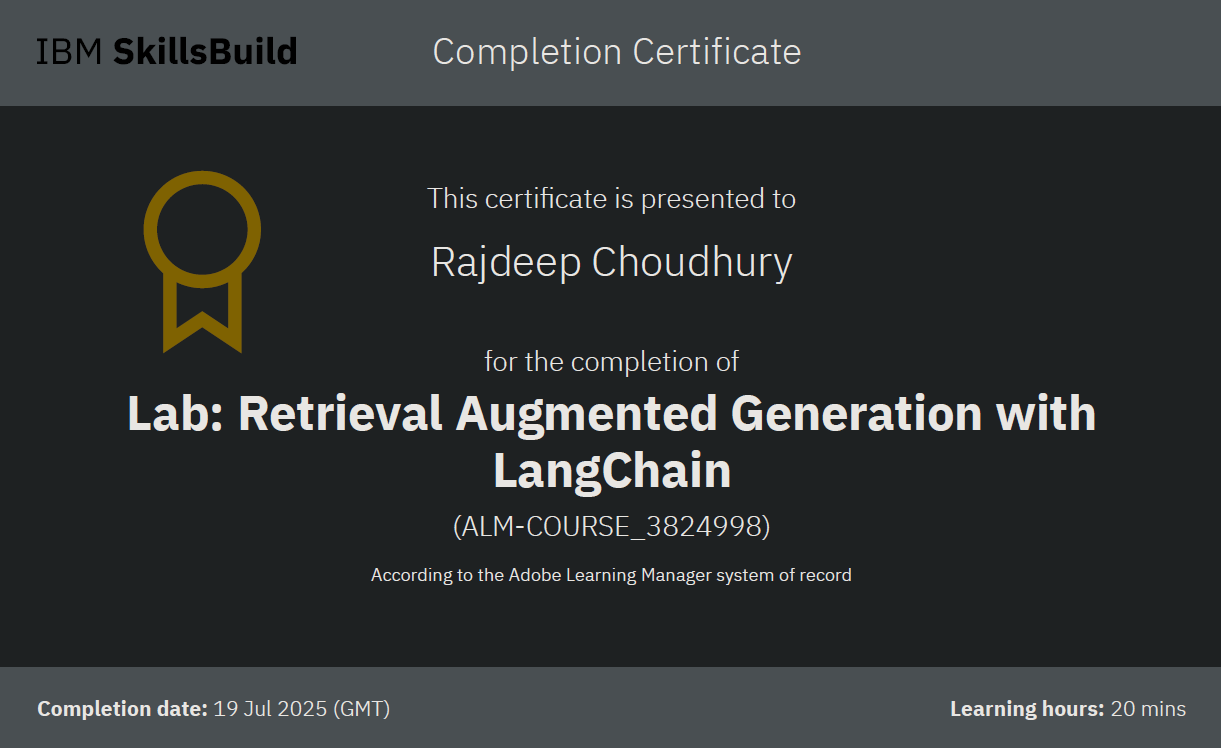 IBM SkillsBuild
Completion Certificate
This certificate is presented to
Rajdeep Choudhury
for the completion of
Lab: Retrieval Augmented Generation with
LangChain
(ALM-COURSE_3824998)
According to the Adobe Learning Manager system of record
Completion date: 19 Jul 2025 (GMT)
Learning hours: 20 mins